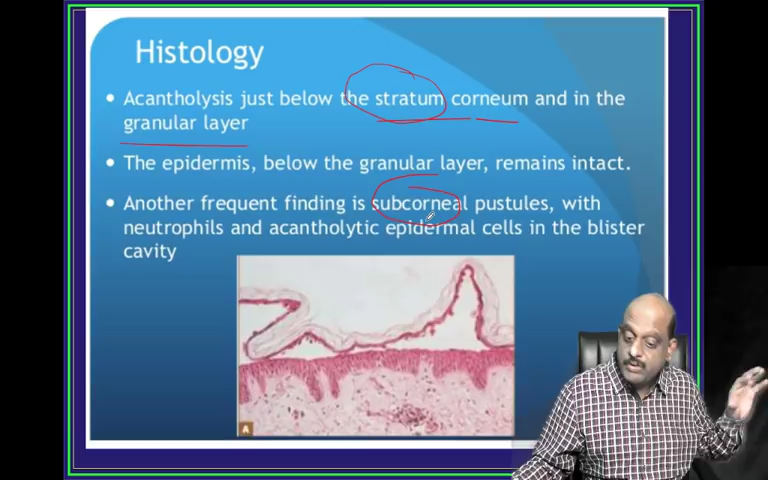 Histology
Acantholysis just below the stratum corneum and in the
granular layer
The epidermis, below the granular layer, remains intact.
Another frequent finding is subcorneal pustules, with
neutrophils and acantholytic epidermal cells in the blister
cavity
A